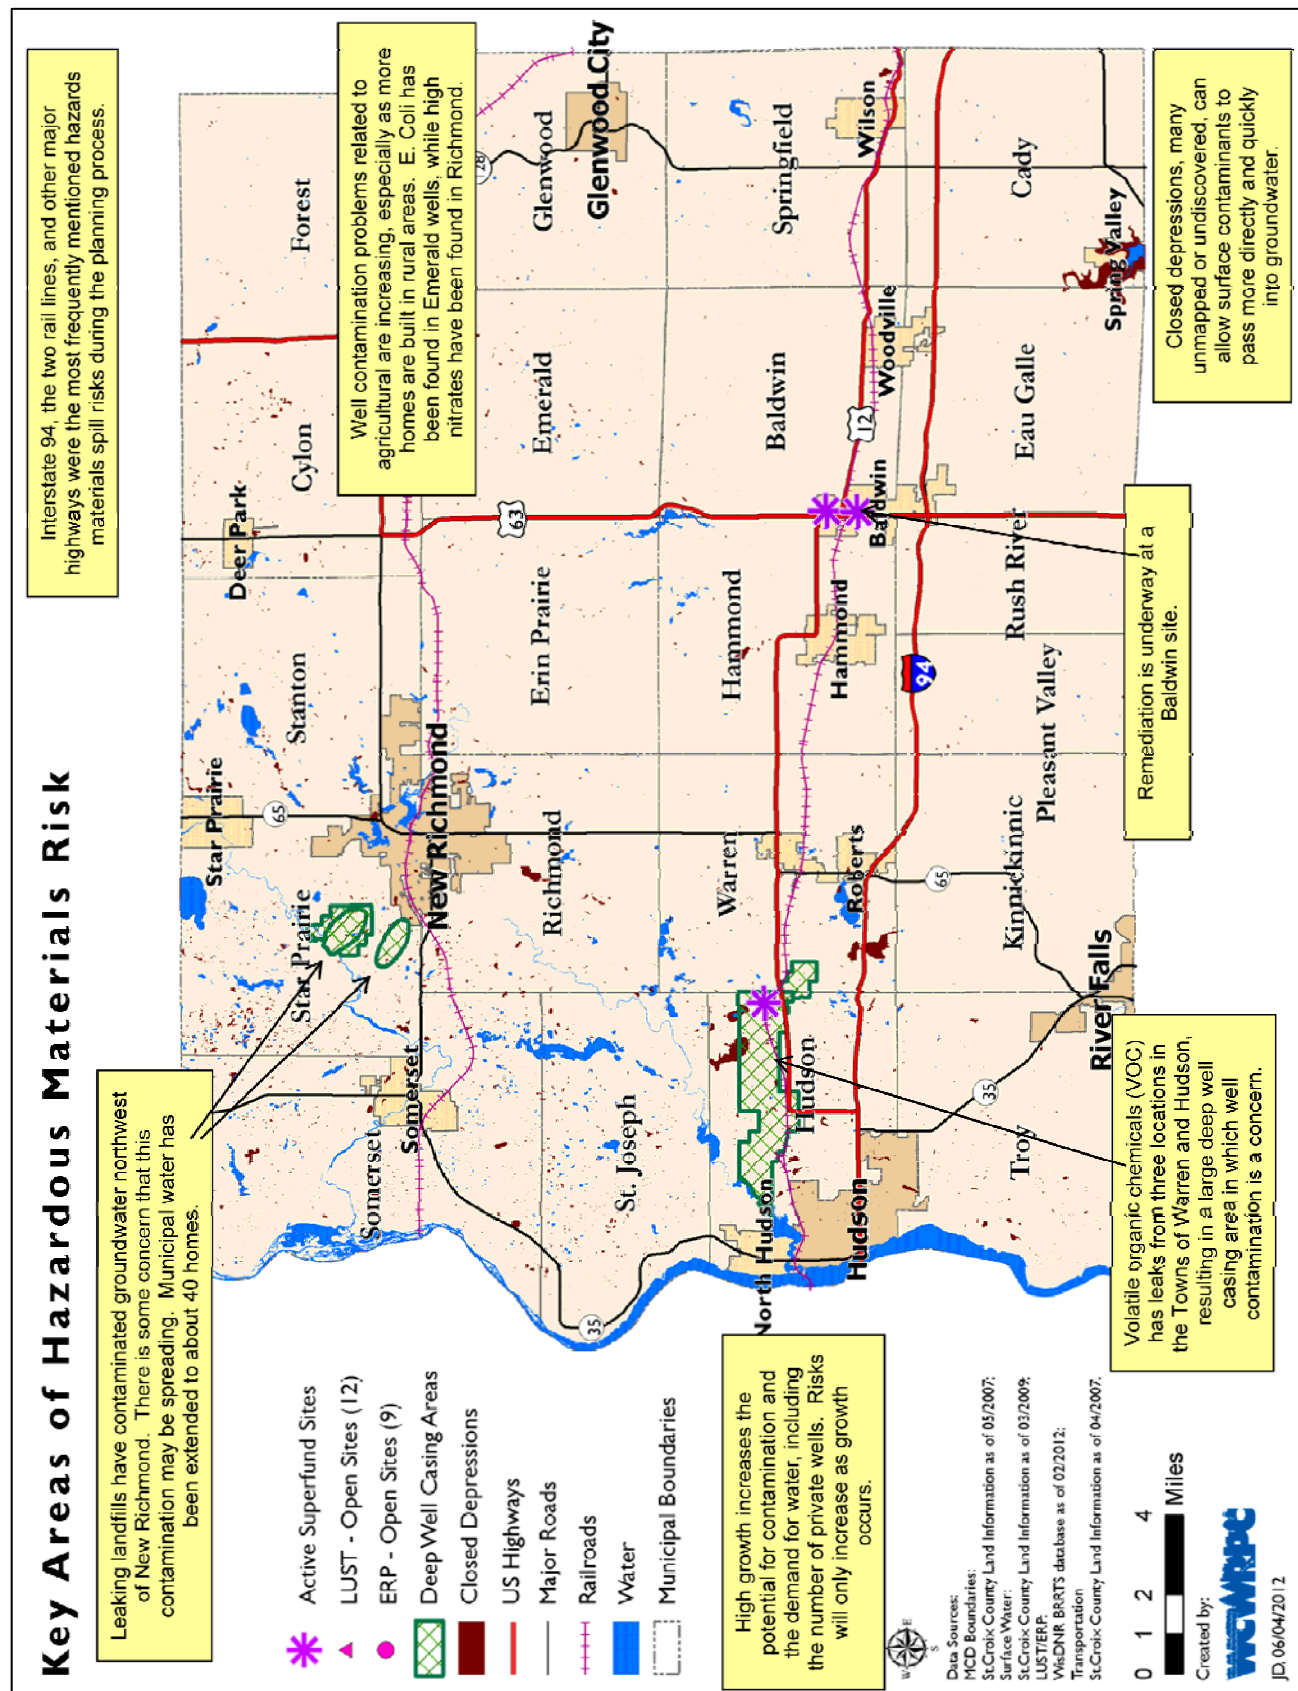 Key Areas of Hazardous Materials Risk
Interstate 94, the two rail lines, and other major
highways were the most frequently mentioned hazards
materials spill risks during the planning process.
Leaking landfills have contaminated groundwater northwest
of New Richmond. There is some concern that this
contamination may be spreading. Municipal water has
been extended to about 40 homes.
Well contamination problems related to
agricultural are increasing, especially as more
homes are built in rural areas. E. Coli has
been found in Emerald wells, while high
nitrates have been found in Richmond.
Active Superfund Sites
LUST - Open Sites (12)
ERP - Open Sites (9)
Deep Well Casing Areas
Closed Depressions
US Highways
Major Roads
Railroads
Water
Municipal Boundaries
Star Prairie
Deer Park
Star Prairie
Stanton
Cylon
Forest
65
Somerset
Somerset
New Richmond
128
St. Joseph
Richmond
Erin Prairie
63
Emerald
Glenwood
Glenwood City
35
North Hudson
Hudson
Hudson
Warren
Roberts
Hammond
Hammond
Baldwin
Baldwin
12
Woodville
Springfield
Wilson
94
65
35
Troy
River Falls
Kinnickinnic
Pleasant Valley
Rush River
Eau Galle
Cady
Spring Valley
High growth increases the
potential for contamination and
the demand for water, including
the number of private wells. Risks
will only increase as growth
occurs.
Volatile organic chemicals (VOC)
has leaks from three locations in
the Towns of Warren and Hudson,
resulting in a large deep well
casing area in which well
contamination is a concern.
Remediation is underway at a
Baldwin site.
Closed depressions, many
unmapped or undiscovered, can
allow surface contaminants to
pass more directly and quickly
into groundwater.
W E S
Data Sources:
MCD Boundaries:
St.Croix County Land Information as of 05/2007;
Surface Water:
St.Croix County Land Information as of 03/2009;
LUST/ERP:
WisDNR BRRTS database as of 02/2012;
Transportation
St.Croix County Land Information as of 04/2007.
0 1 2 4
Miles
Created by:
WCWRPC
JD, 06/04/2012